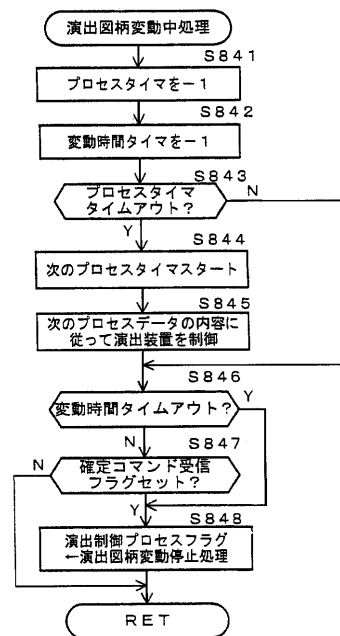 演出図柄変動中処理
S841
プロセスタイマを－1
S842
変動時間タイマを－1
S843
プロセスタイマ
タイムアウト？
N
Y
S844
次のプロセスタイマスタート
S845
次のプロセスデータの内容に
従って演出装置を制御
S846
変動時間タイムアウト？
Y
N
S847
確定コマンド受信
フラグセット？
N
Y
S848
演出制御プロセスフラグ
←演出図柄変動停止処理
RET